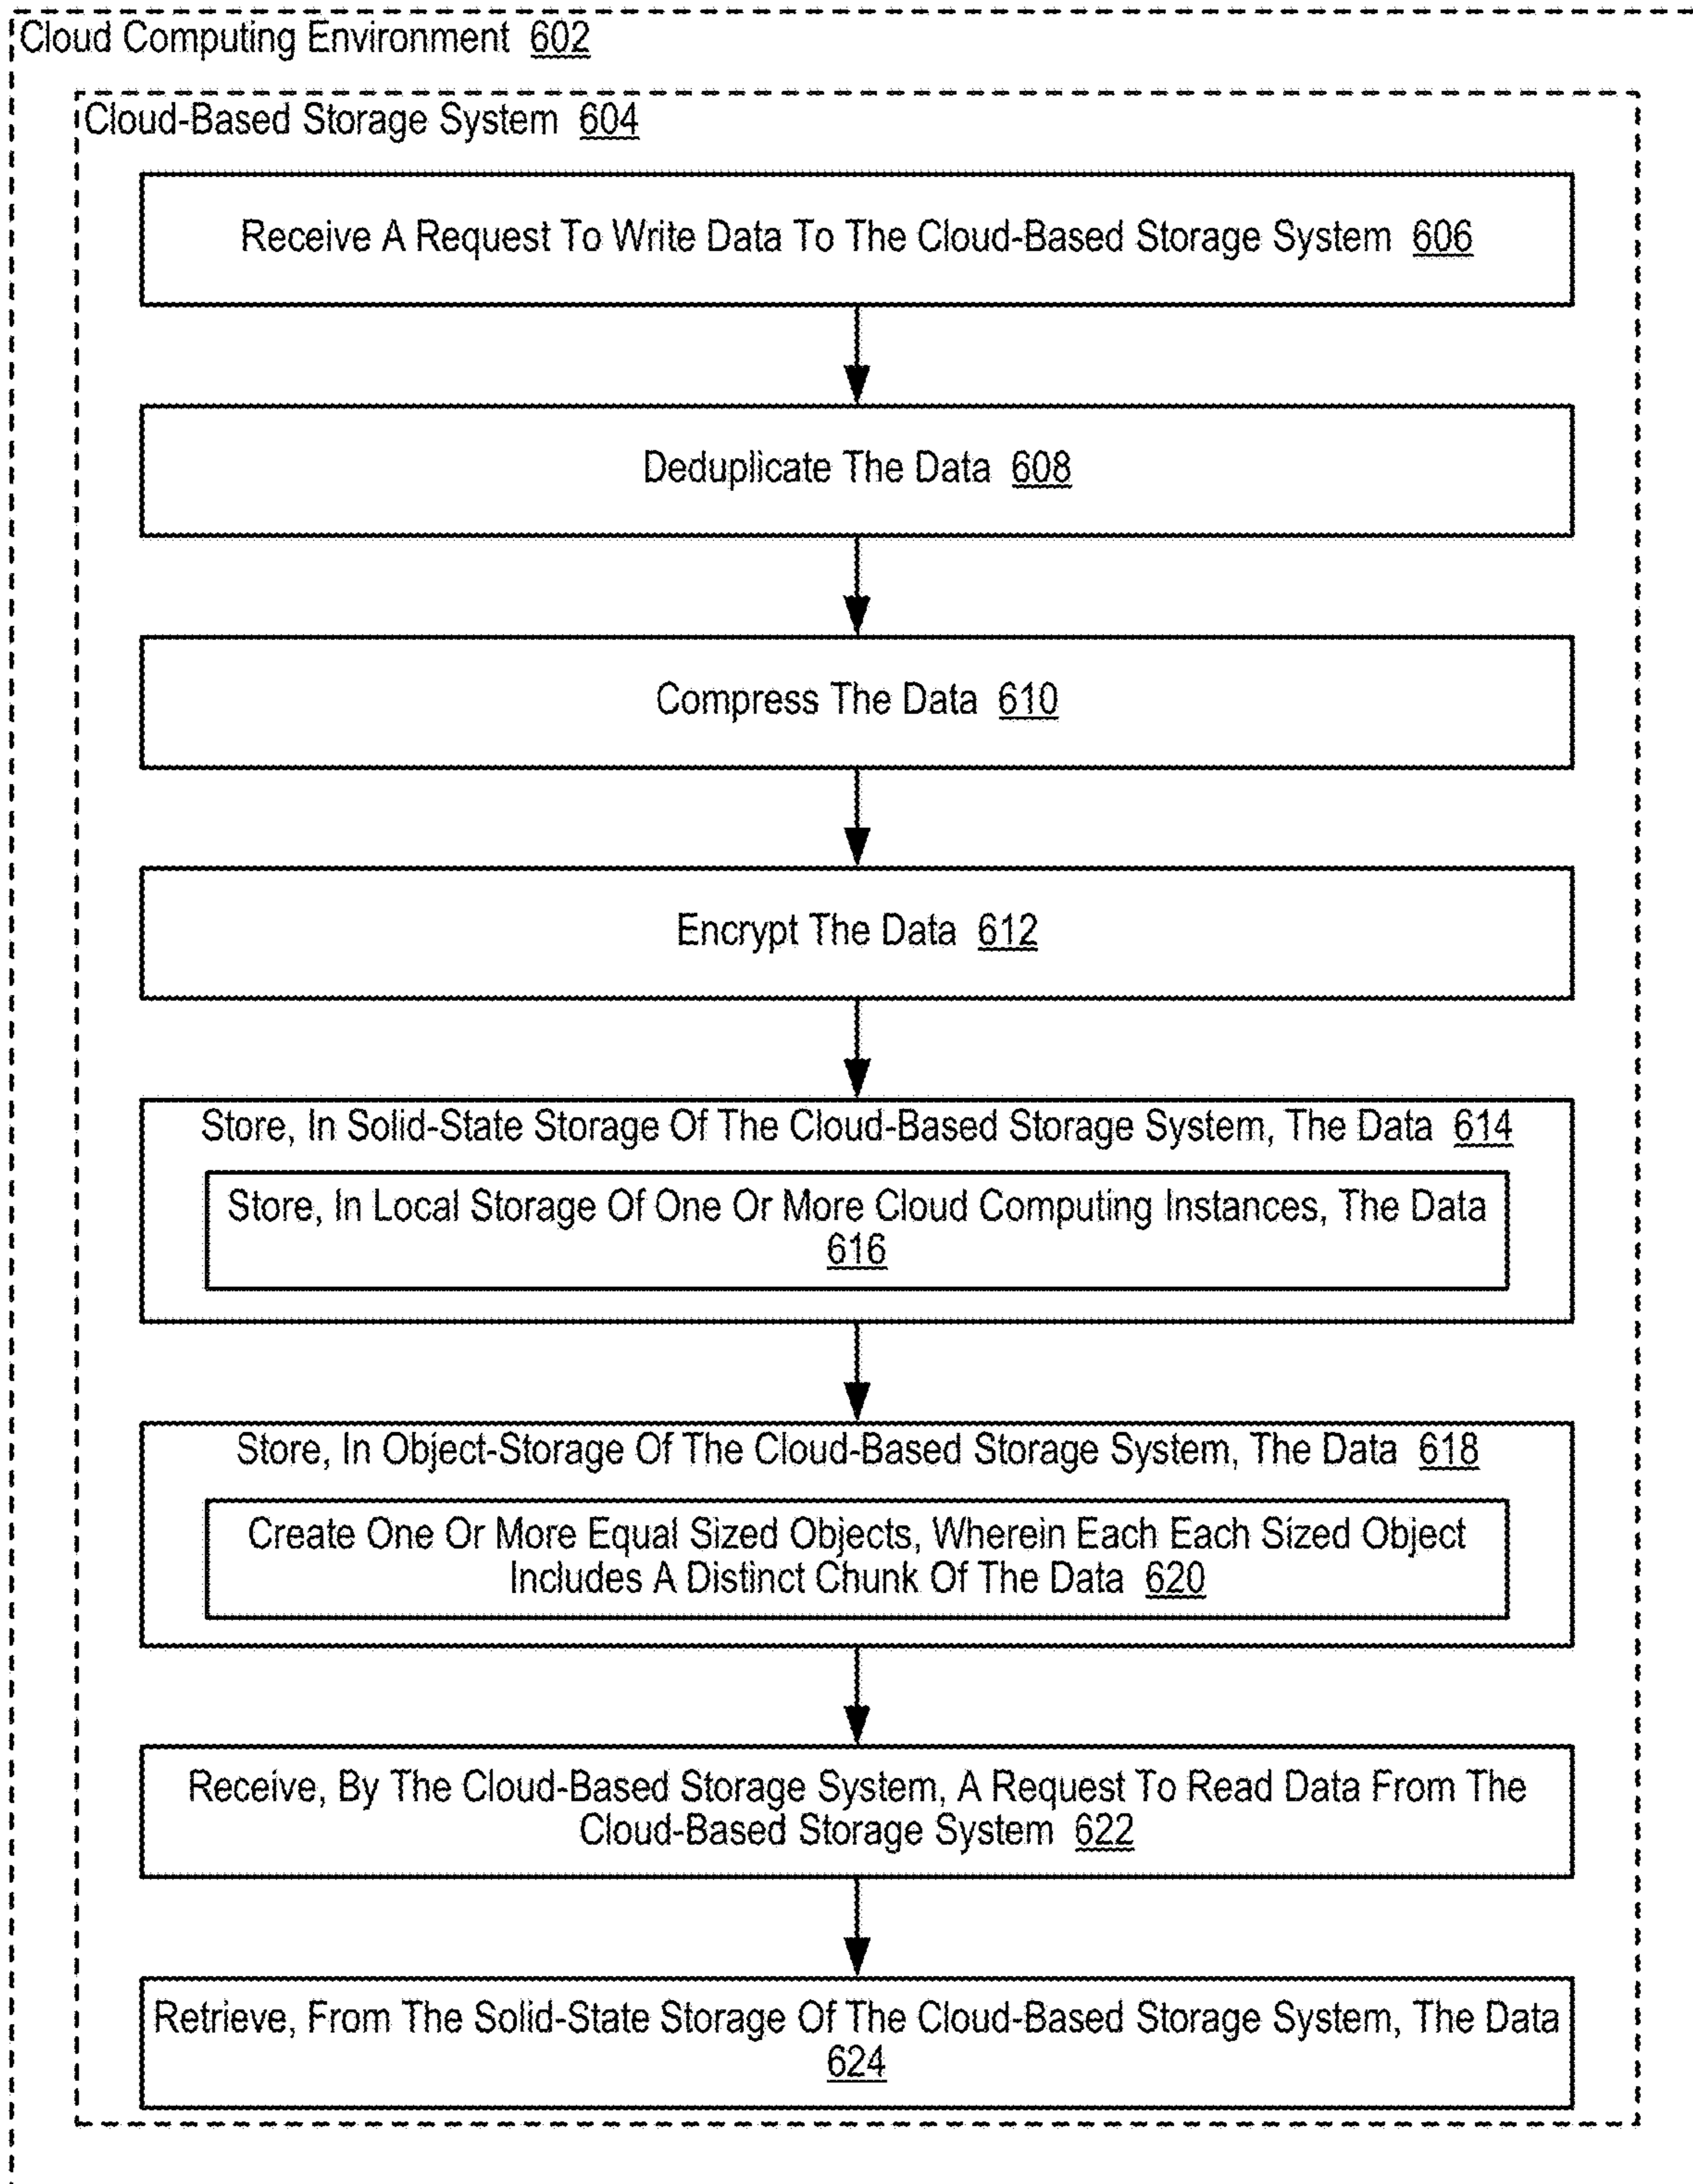 Cloud Computing Environment 602
Cloud-Based Storage System 604
Receive A Request To Write Data To The Cloud-Based Storage System 606
Deduplicate The Data 608
Compress The Data 610
Encrypt The Data 612
Store, In Solid-State Storage Of The Cloud-Based Storage System, The Data 614
Store, In Local Storage Of One Or More Cloud Computing Instances, The Data
616
Store, In Object-Storage Of The Cloud-Based Storage System, The Data 618
Create One Or More Equal Sized Objects, Wherein Each Each Sized Object
Includes A Distinct Chunk Of The Data 620
Receive, By The Cloud-Based Storage System, A Request To Read Data From The
Cloud-Based Storage System 622
Retrieve, From The Solid-State Storage Of The Cloud-Based Storage System, The Data
624